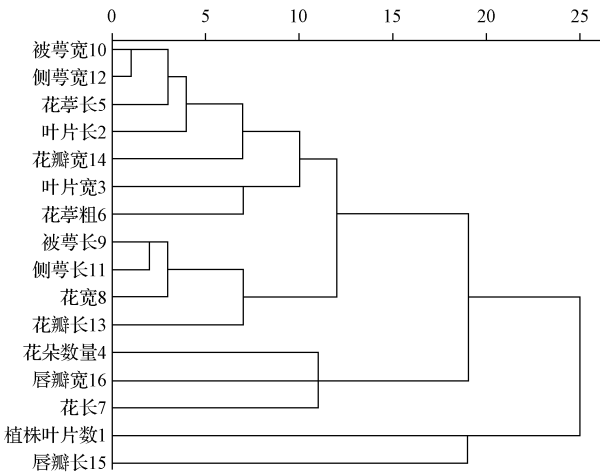 0 5 10 15 20 25
被萼宽10
侧萼宽12
花葶长5
叶片长2
花瓣宽14
叶片宽3
花葶粗6
被萼长9
侧萼长11
花宽8
花瓣长13
花朵数量4
唇瓣宽16
花长7
植株叶片数1
唇瓣长15